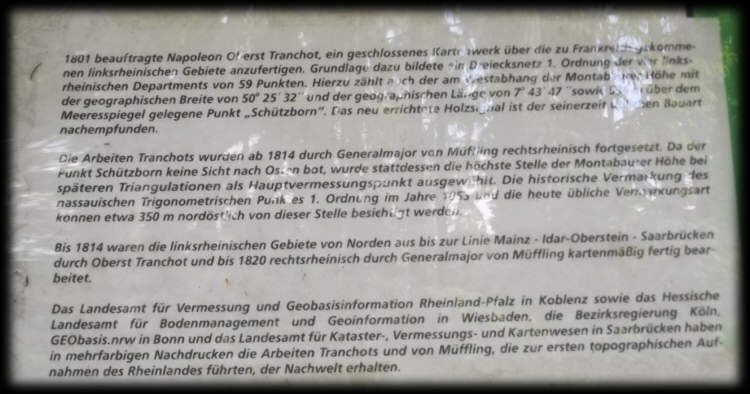 1801 beauftragte Napoleon Oberst Tranchot, ein geschlossenes Kartenwerk über die zu Frankreich gekomme-
nen linksrheinischen Gebiete anzufertigen. Grundlage dazu bildete ein Dreiecksnetz 1. Ordnung der vier links-
rheinischen Departments von 59 Punkten. Hierzu zählt auch der am Westabhang der Montabaurer Höhe mit
der geographischen Breite von 50° 25´ 32´´ und der geographischen Länge von 7° 43´ 47´´ sowie über dem
Meeresspiegel gelegene Punkt „Schützborn“. Das neu errichtete Holzsignal ist der seinerzeit üblichen Bauart
nachempfunden.
Die Arbeiten Tranchots wurden ab 1814 durch Generalmajor von Müffling rechtsrheinisch fortgesetzt. Da der
Punkt Schützborn keine Sicht nach Osten bot, wurde stattdessen die höchste Stelle der Montabaurer Höhe bei
späteren Triangulationen als Hauptvermessungspunkt ausgewählt. Die historische Vermarkung des
nassauischen Trigonometrischen Punktes 1. Ordnung im Jahre und die heute übliche Vermarkungsart
können etwa 350 m nordöstlich von dieser Stelle besichtigt werden.
Bis 1814 waren die linksrheinischen Gebiete von Norden aus bis zur Linie Mainz - Idar-Oberstein - Saarbrücken
durch Oberst Tranchot und bis 1820 rechtsrheinisch durch Generalmajor von Müffling kartenmäßig fertig bear-
beitet.
Das Landesamt für Vermessung und Geobasisinformation Rheinland-Pfalz in Koblenz sowie das Hessische
Landesamt für Bodenmanagement und Geoinformation in Wiesbaden, die Bezirksregierung Köln,
GEObasis.nrw in Bonn und das Landesamt für Kataster-, Vermessungs- und Kartenwesen in Saarbrücken haben
in mehrfarbigen Nachdrucken die Arbeiten Tranchots und von Müffling, die zur ersten topographischen Auf-
nahmen des Rheinlandes führten, der Nachwelt erhalten.